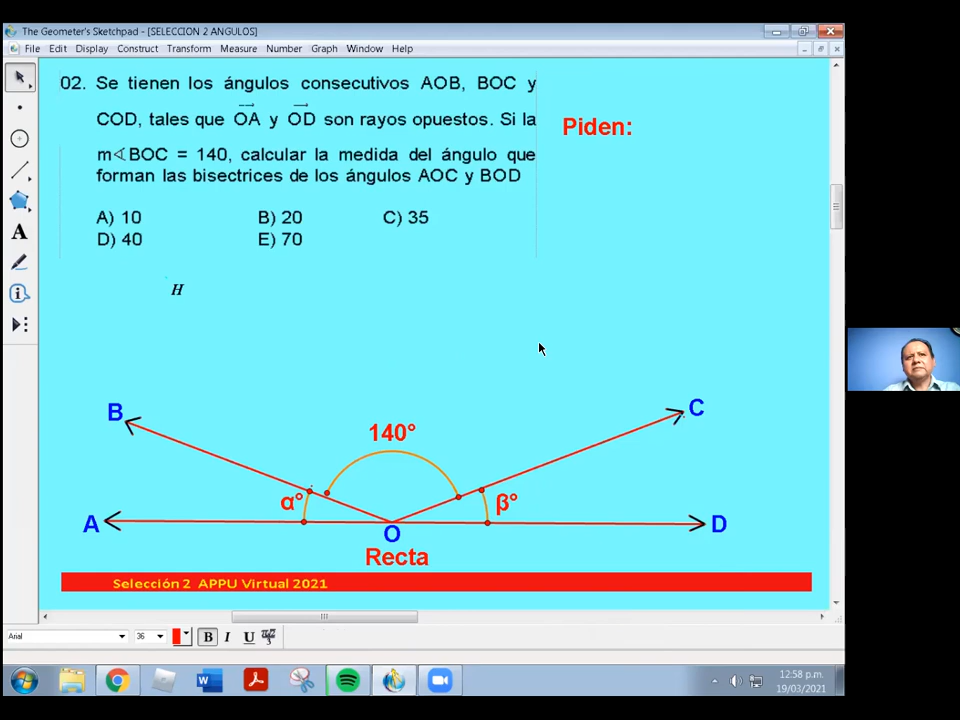 The Geometer's Sketchpad - [SELECCION 2 ANGULOS]
File Edit Display Construct Transform Measure Number Graph Window Help
02. Se tienen los ángulos consecutivos AOB, BOC y
COD, tales que OA y OD son rayos opuestos. Si la
m∢BOC = 140, calcular la medida del ángulo que
forman las bisectrices de los ángulos AOC y BOD
A) 10 B) 20 C) 35
D) 40 E) 70
Piden:
H
B
C
140°
α°
β°
A
D
O
Recta
Selección 2 APPU Virtual 2021
Arial 36 B I U
12:58 p.m.
19/03/2021